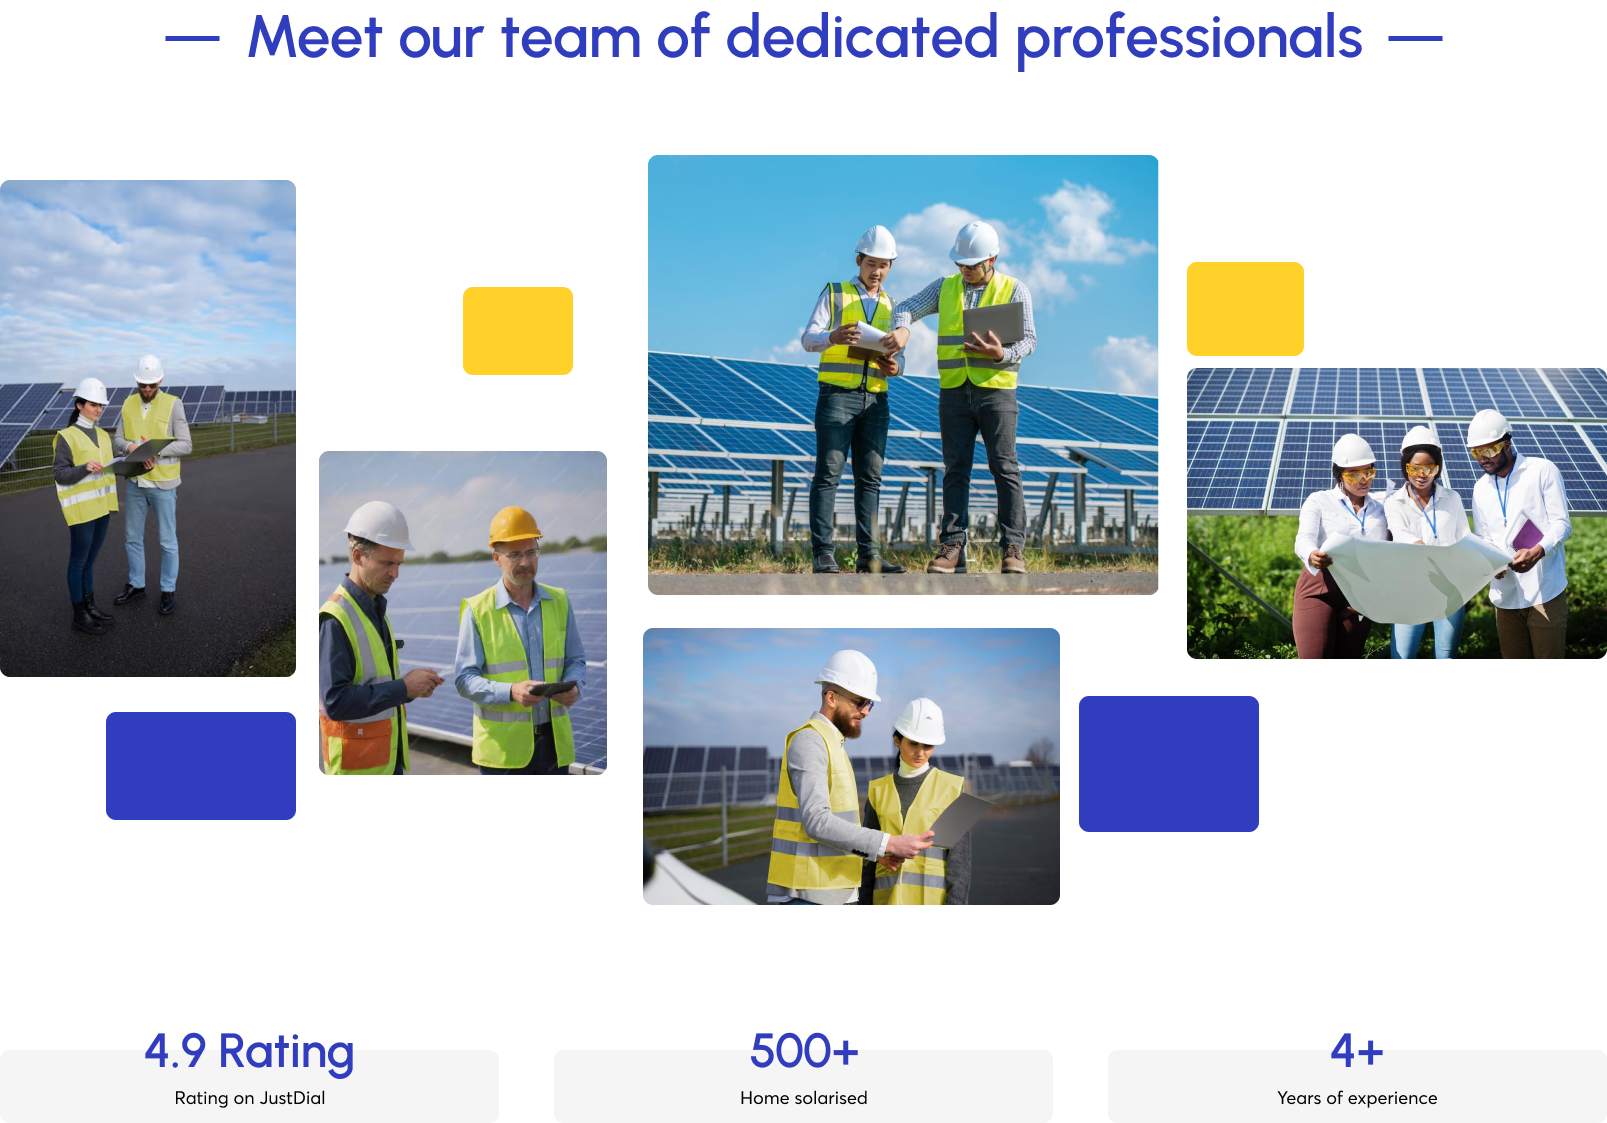 — Meet our team of dedicated professionals —
4.9 Rating
Rating on JustDial
500+
Home solarised
4+
Years of experience